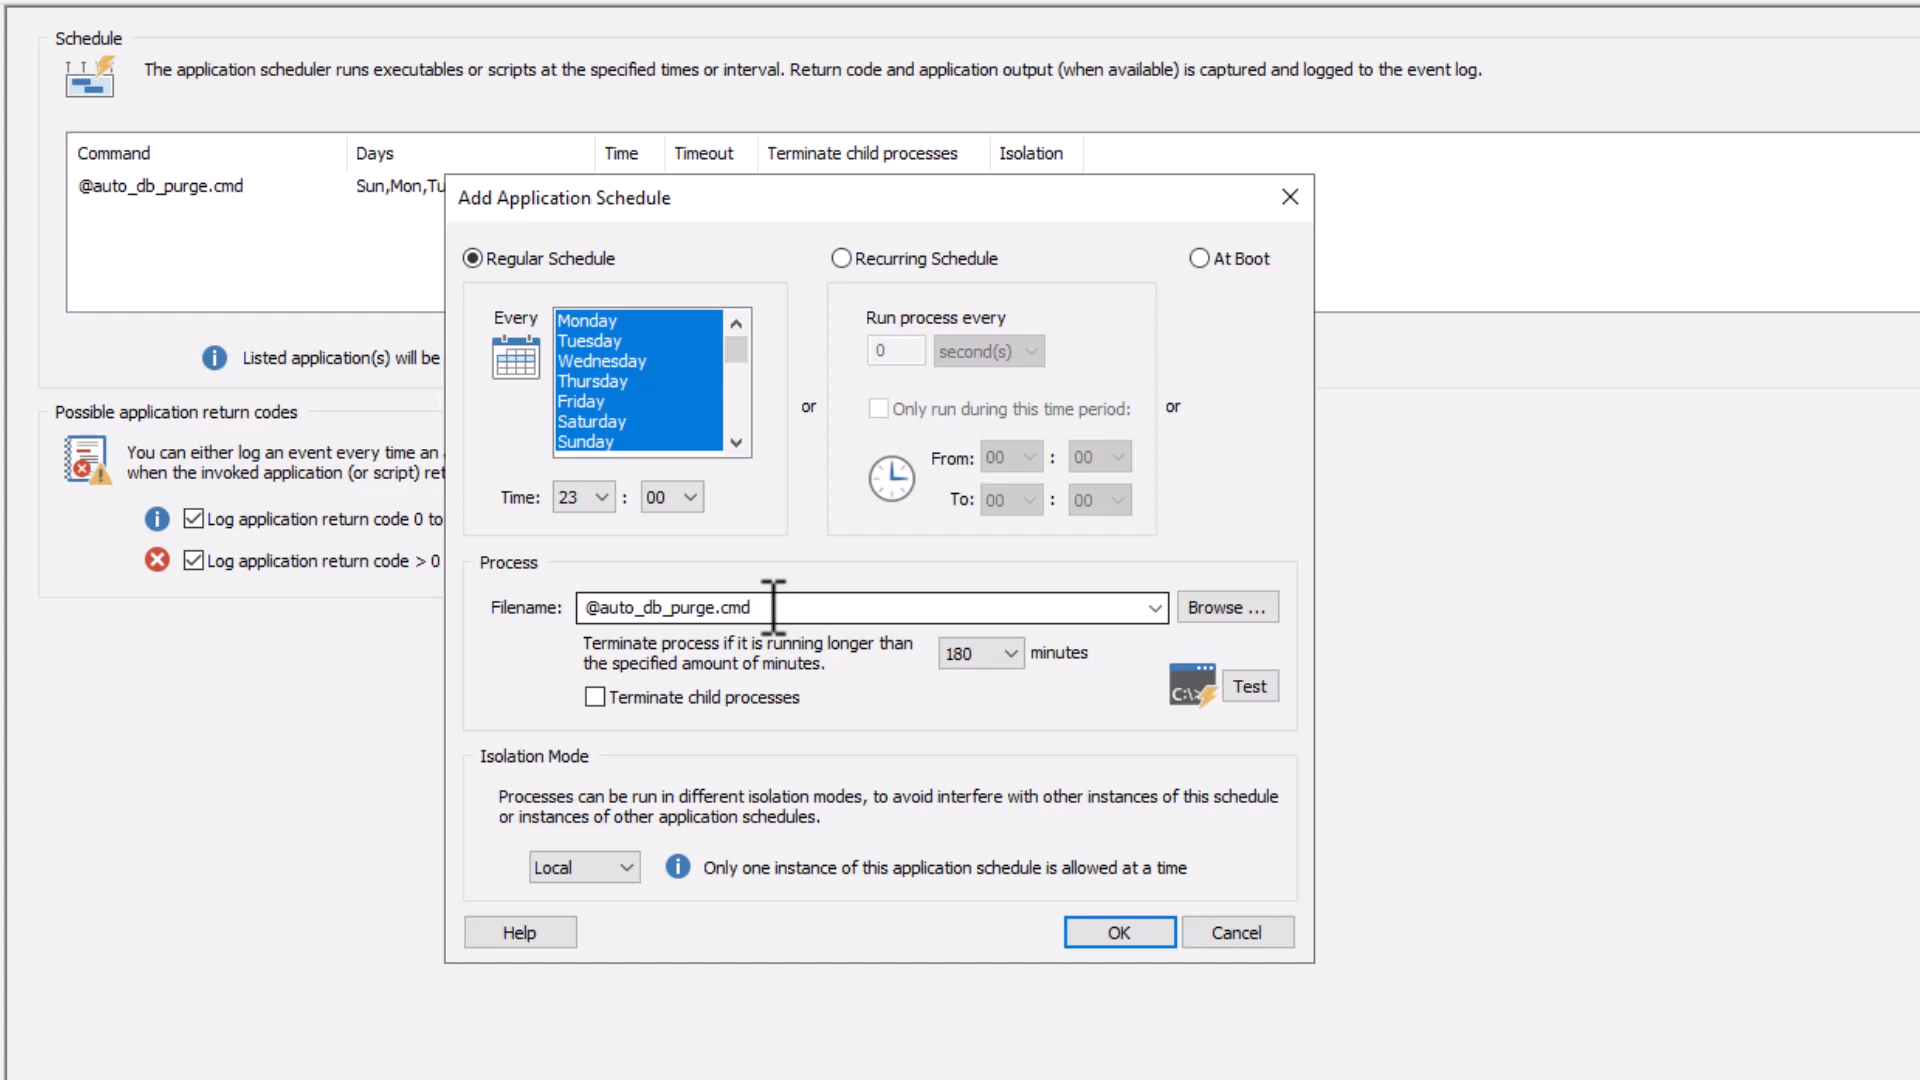 Schedule
The application scheduler runs executables or scripts at the specified times or interval. Return code and application output (when available) is captured and logged to the event log.
Command Days Time Timeout Terminate child processes Isolation
@auto_db_purge.cmd Sun,Mon,Tu
Listed application(s) will be
Possible application return codes
You can either log an event every time an
when the invoked application (or script) ret
Log application return code 0 to
Log application return code > 0
Add Application Schedule
Regular Schedule
Every
Monday
Tuesday
Wednesday
Thursday
Friday
Saturday
Sunday
Time: 23 : 00
or
Recurring Schedule
Run process every
0 second(s)
Only run during this time period:
From: 00 : 00
To: 00 : 00
or
At Boot
Process
Filename: @auto_db_purge.cmd Browse ...
Terminate process if it is running longer than
the specified amount of minutes.
180 minutes
Terminate child processes
C:\>
Test
Isolation Mode
Processes can be run in different isolation modes, to avoid interfere with other instances of this schedule
or instances of other application schedules.
Local Only one instance of this application schedule is allowed at a time
Help OK Cancel